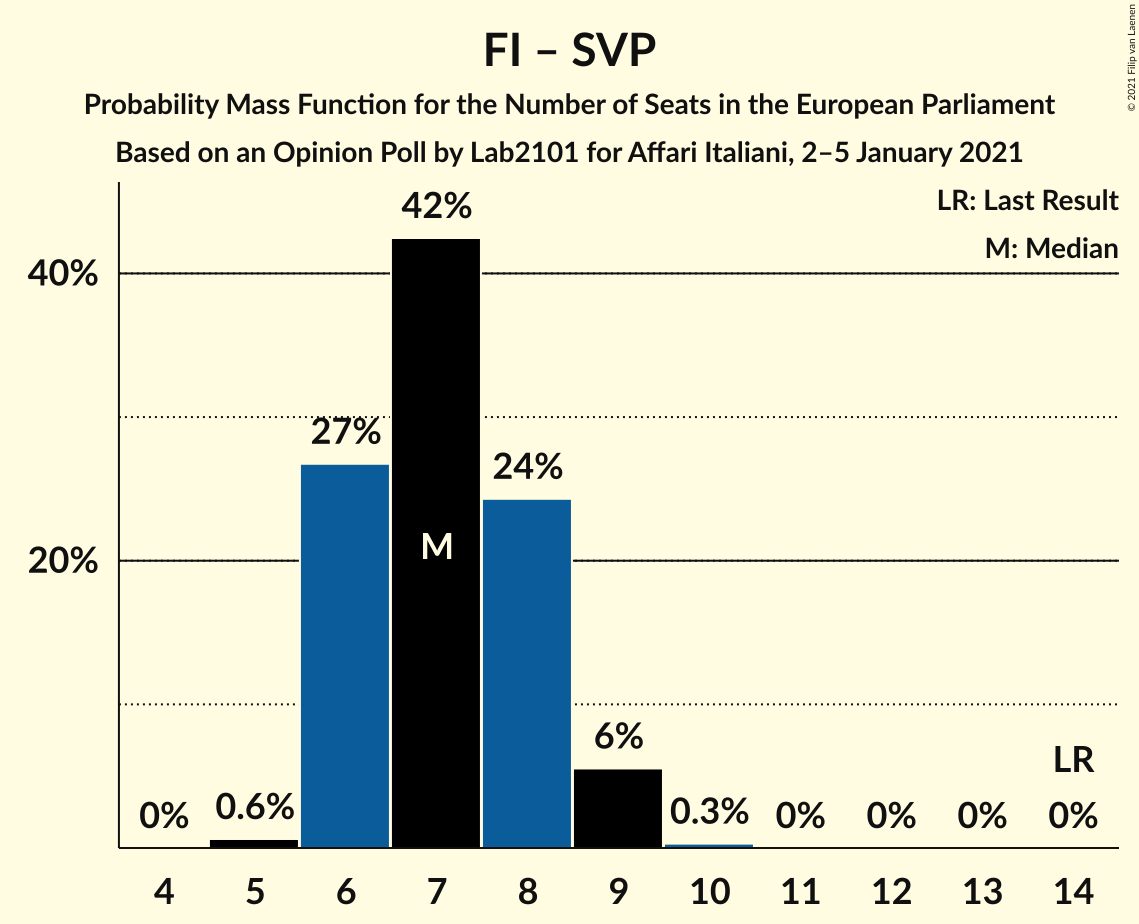 FI – SVP
Probability Mass Function for the Number of Seats in the European Parliament
Based on an Opinion Poll by Lab2101 for Affari Italiani, 2–5 January 2021
© 2021 Filip van Laenen
LR: Last Result
M: Median
40%
20%
0%
0.6%
27%
42%
M
24%
6%
0.3%
0%
0%
0%
LR
0%
4 5 6 7 8 9 10 11 12 13 14